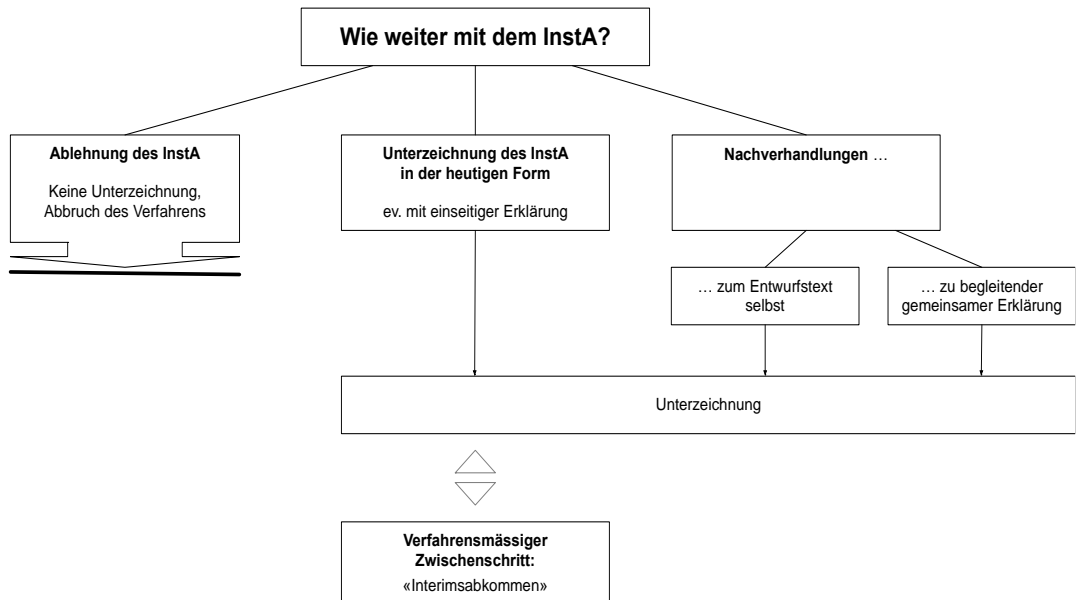 Wie weiter mit dem InstA?
Ablehnung des InstA
Keine Unterzeichnung,
Abbruch des Verfahrens
Unterzeichnung des InstA
in der heutigen Form
ev. mit einseitiger Erklärung
Nachverhandlungen …
… zum Entwurfstext
selbst
… zu begleitender
gemeinsamer Erklärung
Unterzeichnung
Verfahrensmässiger
Zwischenschritt:
«Interimsabkommen»